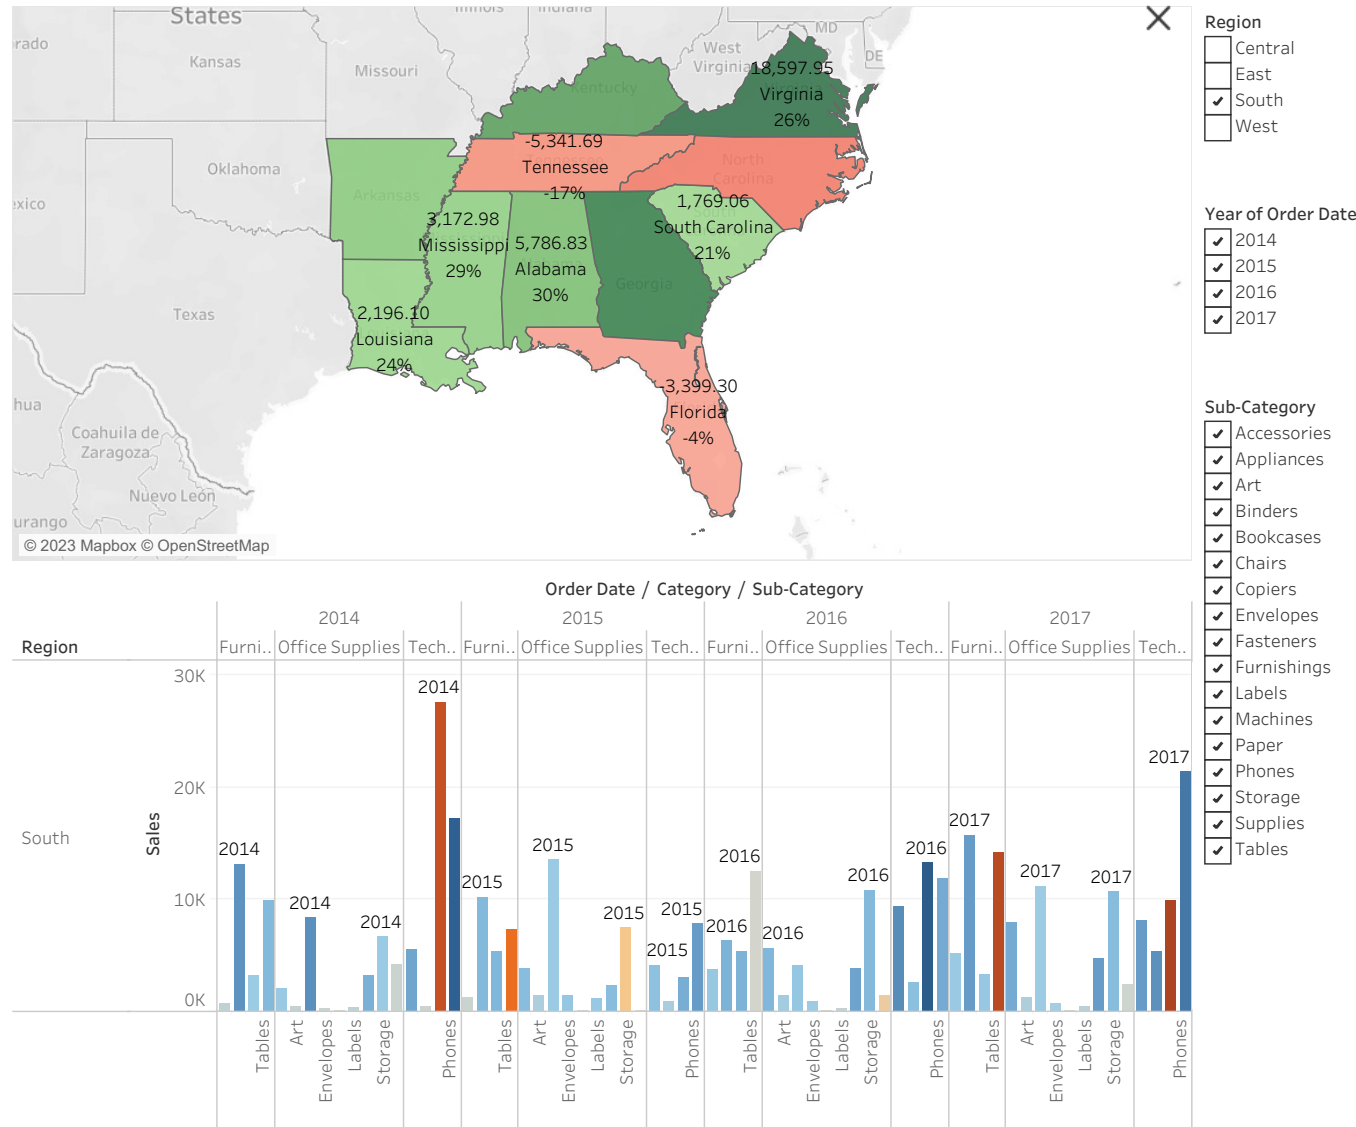 States
Illinois
Indiana
MD
rado
Kansas
Missouri
West
Virginia
DE
Kentucky
18,597.95
Virginia
26%
Oklahoma
-5,341.69
Tennessee
-17%
North
Carolina
Arkansas
exico
1,769.06
South Carolina
21%
3,172.98
Mississippi
29%
5,786.83
Alabama
30%
Georgia
Texas
2,196.10
Louisiana
24%
-3,399.30
Florida
-4%
hua
Coahuila de
Zaragoza
Nuevo León
urango
© 2023 Mapbox © OpenStreetMap
Region
Central
East
South
West
Year of Order Date
2014
2015
2016
2017
Sub-Category
Accessories
Appliances
Art
Binders
Bookcases
Chairs
Copiers
Envelopes
Fasteners
Furnishings
Labels
Machines
Paper
Phones
Storage
Supplies
Tables
Order Date / Category / Sub-Category
2014 2015 2016 2017
Region
Furni.. Office Supplies Tech.. Furni.. Office Supplies Tech.. Furni.. Office Supplies Tech.. Furni.. Office Supplies Tech..
30K
20K
10K
0K
Sales
South
2014
2014
2014
2014
2015
2015
2015
2015
2015
2016
2016
2016
2016
2016
2017
2017
2017
2017
Tables Art Envelopes Labels Storage Phones Tables Art Envelopes Labels Storage Phones Tables Art Envelopes Labels Storage Phones Tables Art Envelopes Labels Storage Phones